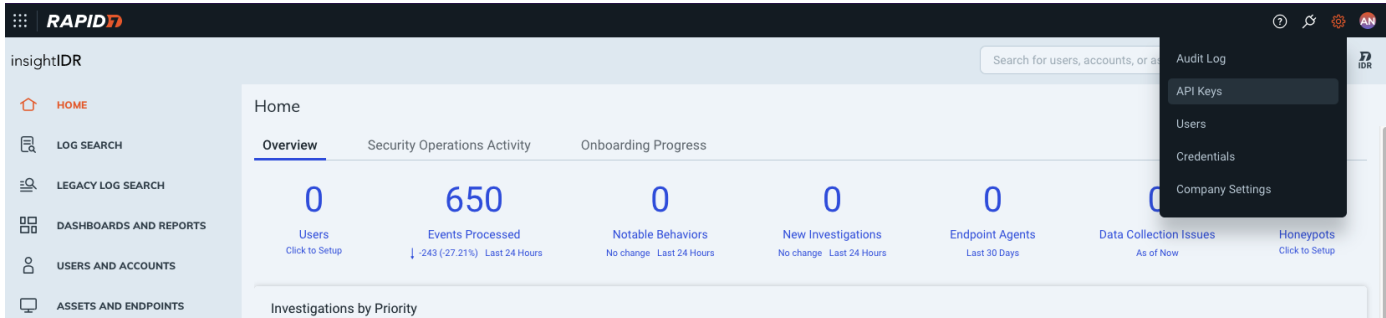 RAPID7
AN
insightIDR
Search for users, accounts, or as
IDR
Audit Log
API Keys
Users
Credentials
Company Settings
HOME
LOG SEARCH
LEGACY LOG SEARCH
DASHBOARDS AND REPORTS
USERS AND ACCOUNTS
ASSETS AND ENDPOINTS
Home
Overview Security Operations Activity Onboarding Progress
0 650 0 0 0
Users Events Processed Notable Behaviors New Investigations Endpoint Agents Data Collection Issues Honeypots
Click to Setup ↓ -243 (-27.21%) Last 24 Hours No change Last 24 Hours No change Last 24 Hours Last 30 Days As of Now Click to Setup
Investigations by Priority